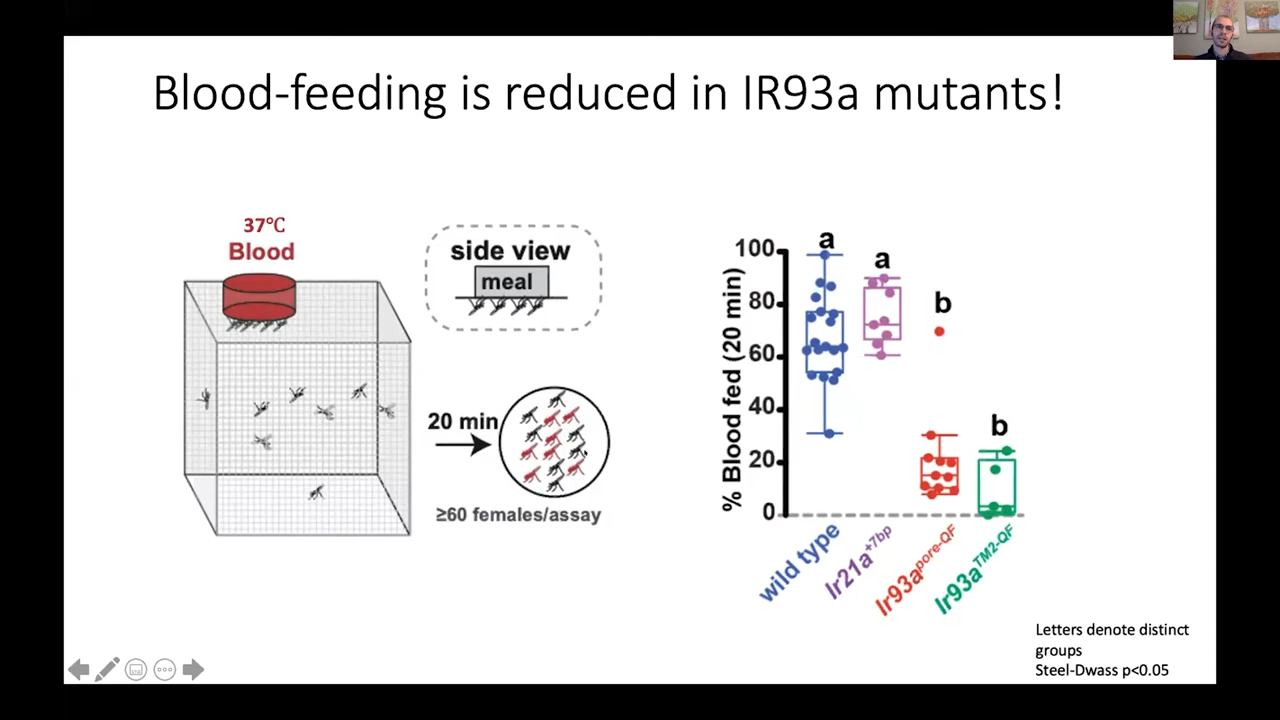 Blood-feeding is reduced in IR93a mutants!
37℃
Blood
side view
meal
20 min
≥60 females/assay
% Blood fed (20 min)
100
80
60
40
20
0
a
a
b
b
wild type
Ir21a+7bp
Ir93apore-QF
Ir93aTM2-QF
Letters denote distinct
groups
Steel-Dwass p<0.05